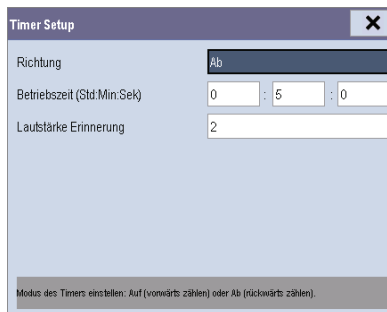 Timer Setup
Richtung Ab
Betriebszeit (Std:Min:Sek) 0 : 5 : 0
Lautstärke Erinnerung 2
Modus des Timers einstellen: Auf (vorwärts zählen) oder Ab (rückwärts zählen).